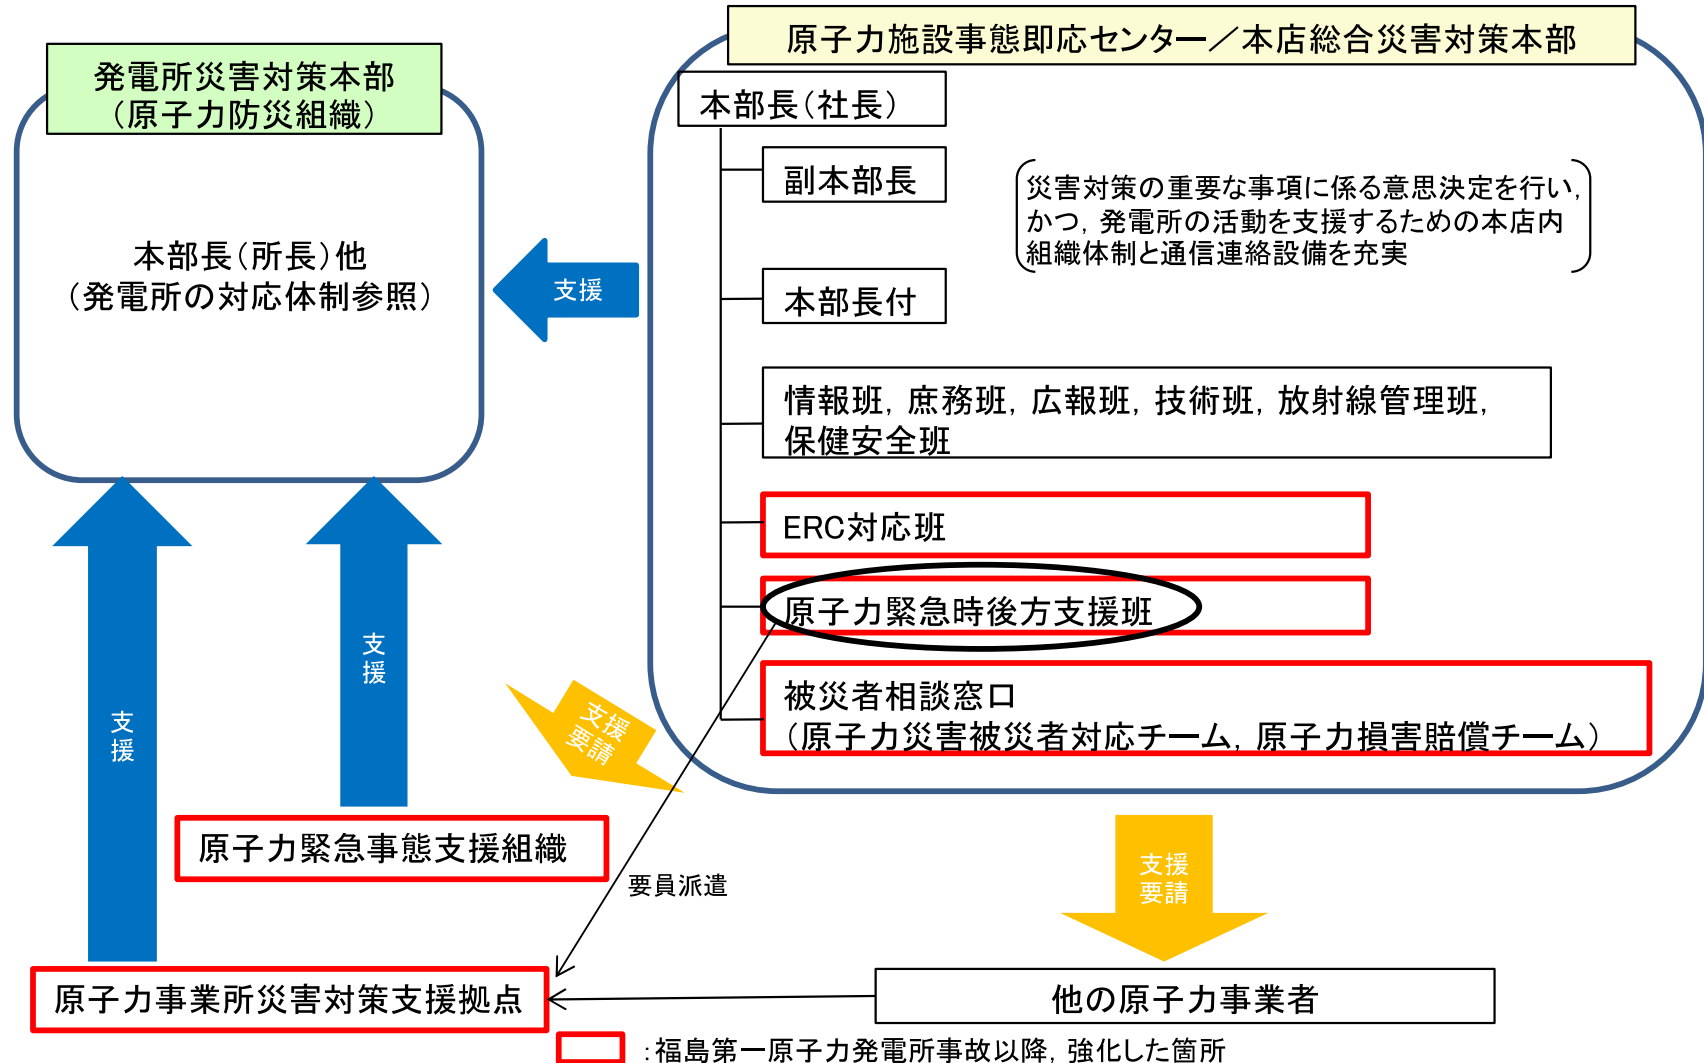 原子力施設事態即応センター／本店総合災害対策本部
発電所災害対策本部
（原子力防災組織）
本部長（社長）
副本部長
災害対策の重要な事項に係る意思決定を行い，
かつ，発電所の活動を支援するための本店内
組織体制と通信連絡設備を充実
本部長（所長）他
（発電所の対応体制参照）
支援
本部長付
情報班，庶務班，広報班，技術班，放射線管理班，
保健安全班
ERC対応班
原子力緊急時後方支援班
被災者相談窓口
（原子力災害被災者対応チーム，原子力損害賠償チーム）
支
援
支
援
支援
要請
原子力緊急事態支援組織
要員派遣
支援
要請
原子力事業所災害対策支援拠点
他の原子力事業者
：福島第一原子力発電所事故以降，強化した箇所